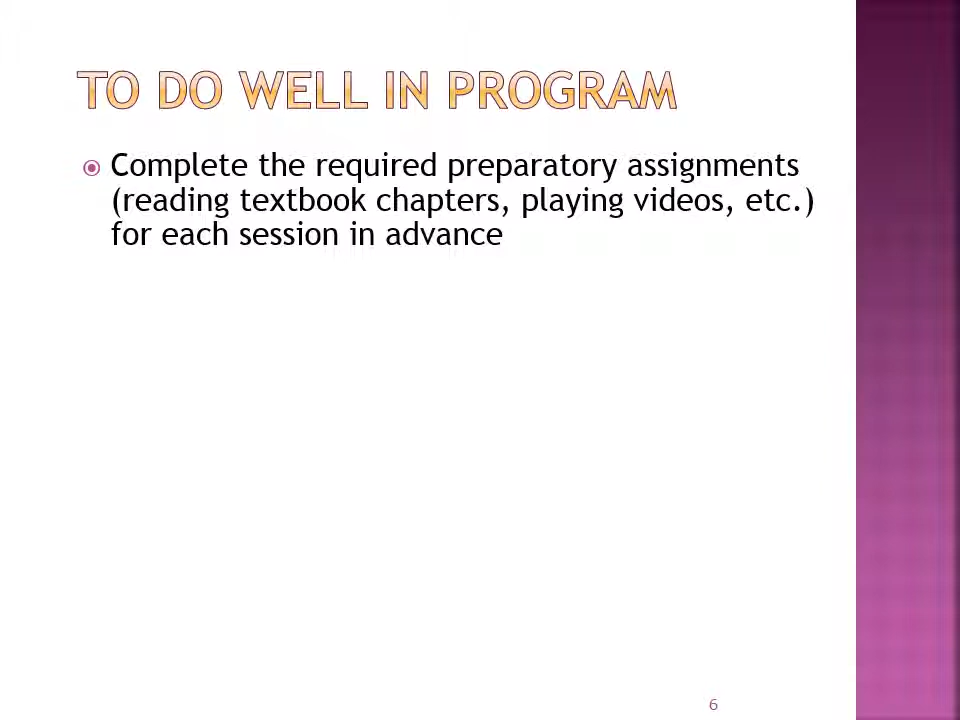 TO DO WELL IN PROGRAM
Complete the required preparatory assignments
(reading textbook chapters, playing videos, etc.)
for each session in advance
6